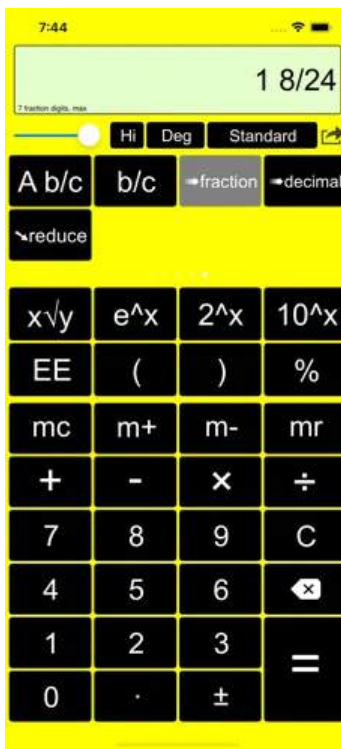 7:44
1 8/24
7 fraction digits. max
Hi Deg Standard
A b/c b/c ➡fraction ➡decimal
➘reduce
x√y e^x 2^x 10^x
EE ( ) %
mc m+ m- mr
+ - × ÷
7 8 9 C
4 5 6
1 2 3 =
0 . ±